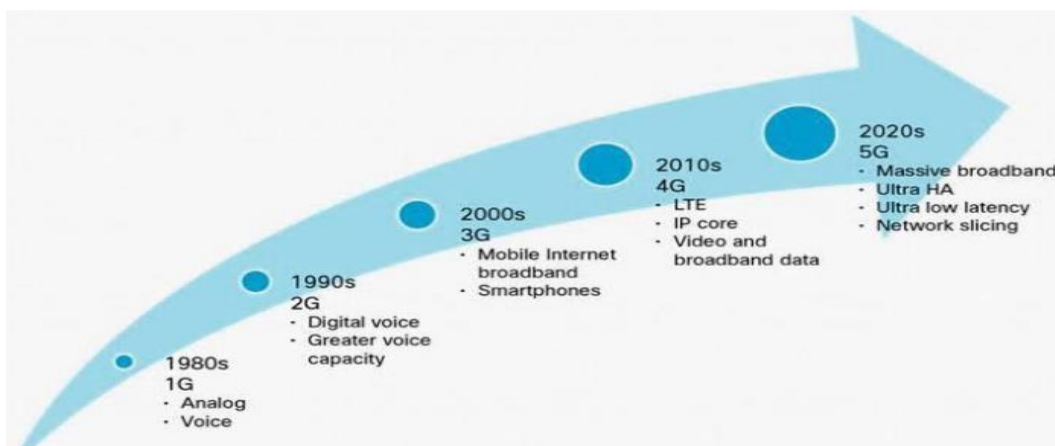 1980s
1G
· Analog
· Voice
1990s
2G
· Digital voice
· Greater voice
capacity
2000s
3G
· Mobile Internet
broadband
· Smartphones
2010s
4G
· LTE
· IP core
· Video and
broadband data
2020s
5G
· Massive broadband
· Ultra HA
· Ultra low latency
· Network slicing